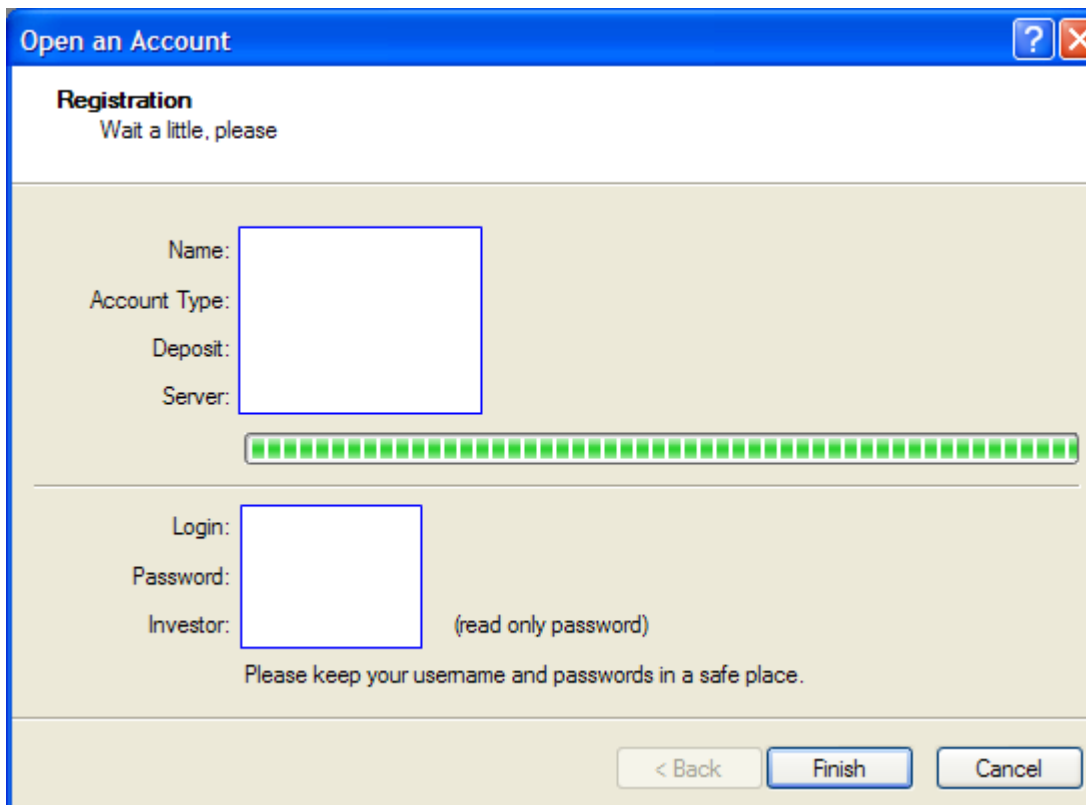 Open an Account
Registration
Wait a little, please
Name:
Account Type:
Deposit:
Server:
Login:
Password:
Investor: (read only password)
Please keep your username and passwords in a safe place.
< Back Finish Cancel